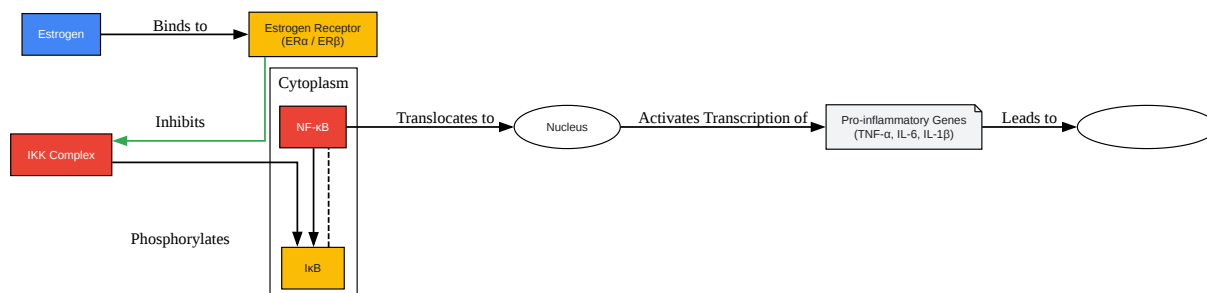 Estrogen
Binds to
Estrogen Receptor
(ERα / ERβ)
Cytoplasm
Inhibits
NF-κB
Translocates to
Nucleus
Activates Transcription of
Pro-inflammatory Genes
(TNF-α, IL-6, IL-1β)
Leads to
IKK Complex
Phosphorylates
IκB